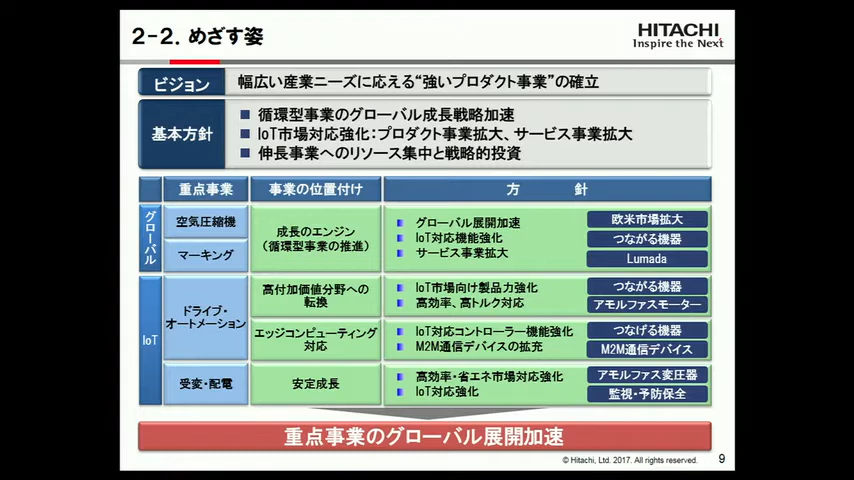 2-2. めざす姿
HITACHI
Inspire the Next
ビジョン
幅広い産業ニーズに応える“強いプロダクト事業”の確立
基本方針
■ 循環型事業のグローバル成長戦略加速
■ IoT市場対応強化:プロダクト事業拡大、サービス事業拡大
■ 伸長事業へのリソース集中と戦略的投資
重点事業
事業の位置付け
方 針
グローバル
空気圧縮機
マーキング
成長のエンジン
(循環型事業の推進)
グローバル展開加速
IoT対応機能強化
サービス事業拡大
欧米市場拡大
つながる機器
Lumada
IoT
ドライブ・
オートメーション
高付加価値分野への
転換
IoT市場向け製品力強化
高効率、高トルク対応
つながる機器
アモルファスモーター
エッジコンピューティング
対応
IoT対応コントローラー機能強化
M2M通信デバイスの拡充
つなげる機器
M2M通信デバイス
受変・配電
安定成長
高効率・省エネ市場対応強化
IoT対応強化
アモルファス変圧器
監視・予防保全
重点事業のグローバル展開加速
© Hitachi, Ltd. 2017. All rights reserved.
9